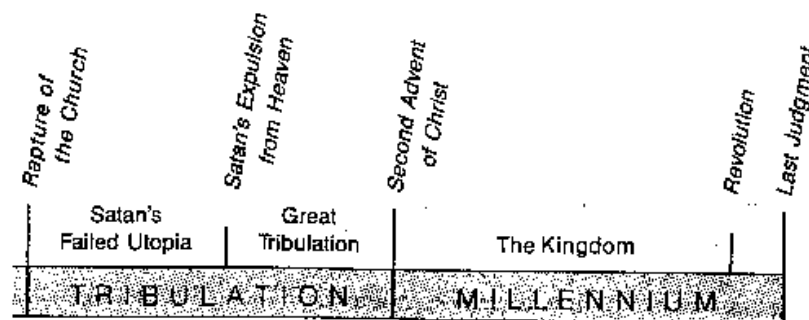 Rapture of
the Church
Satan's Expulsion
from Heaven
Second Advent
of Christ
Revolution
Last Judgment
Satan's
Failed Utopia
Great
Tribulation
The Kingdom
TRIBULATION
MILLENNIUM